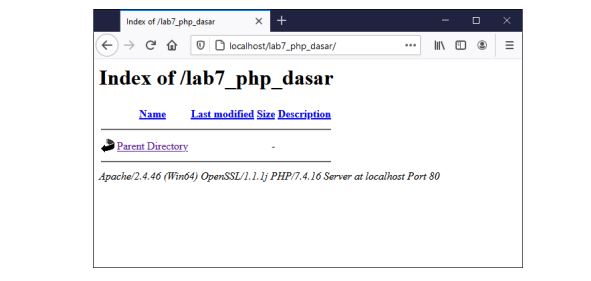 Index of /lab7_php_dasar
localhost/lab7_php_dasar/
Index of /lab7_php_dasar
Name Last modified Size Description
Parent Directory -
Apache/2.4.46 (Win64) OpenSSL/1.1.1j PHP/7.4.16 Server at localhost Port 80